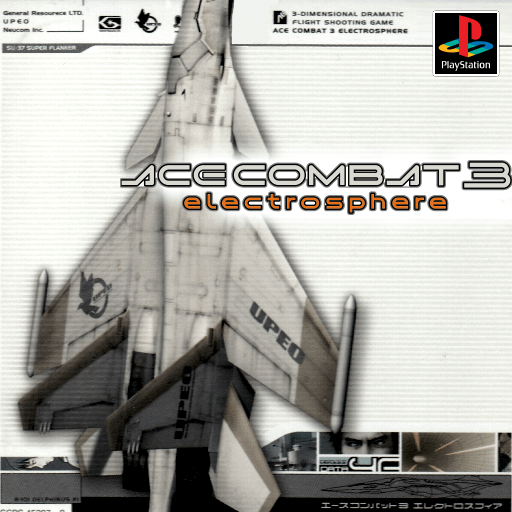 General Resourece LTD.
UPEO
Neucom Inc.
3-DIMENSIONAL DRAMATIC
FLIGHT SHOOTING GAME
ACE COMBAT 3 ELECTROSPHERE
PlayStation
SU-37 SUPER FLANKER
ACE COMBAT 3
electrosphere
UPEO
UPEO
エースコンバット3 エレクトロスフィア